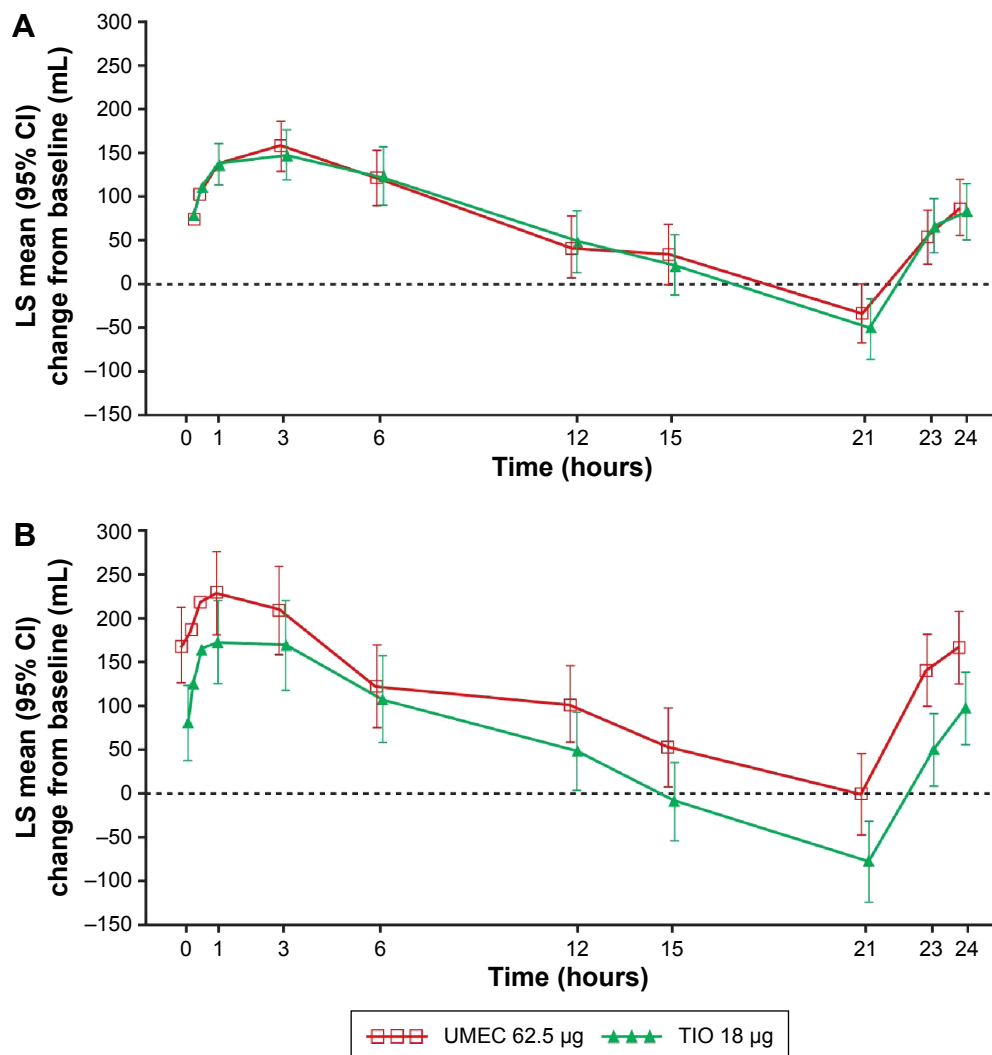 A
LS mean (95% CI)
change from baseline (mL)
300
250
200
150
100
50
0
–50
–100
–150
0 1 3 6 12 15 21 23 24
Time (hours)
B
LS mean (95% CI)
change from baseline (mL)
300
250
200
150
100
50
0
–50
–100
–150
0 1 3 6 12 15 21 23 24
Time (hours)
UMEC 62.5 µg TIO 18 µg